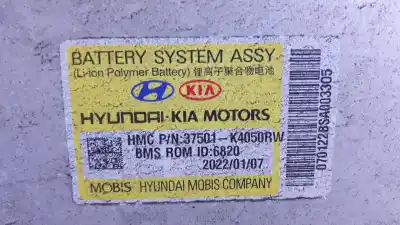 BATTERY SYSTEM ASSY
(Li-Ion Polymer Battery) 锂离子聚合物电池
KIA
HYUNDAI·KIA MOTORS
HMC P/N:37501-K4050RW
BMS ROM ID:6820
2022/01/07
MOBIS HYUNDAI MOBIS COMPANY
070122BSA003305